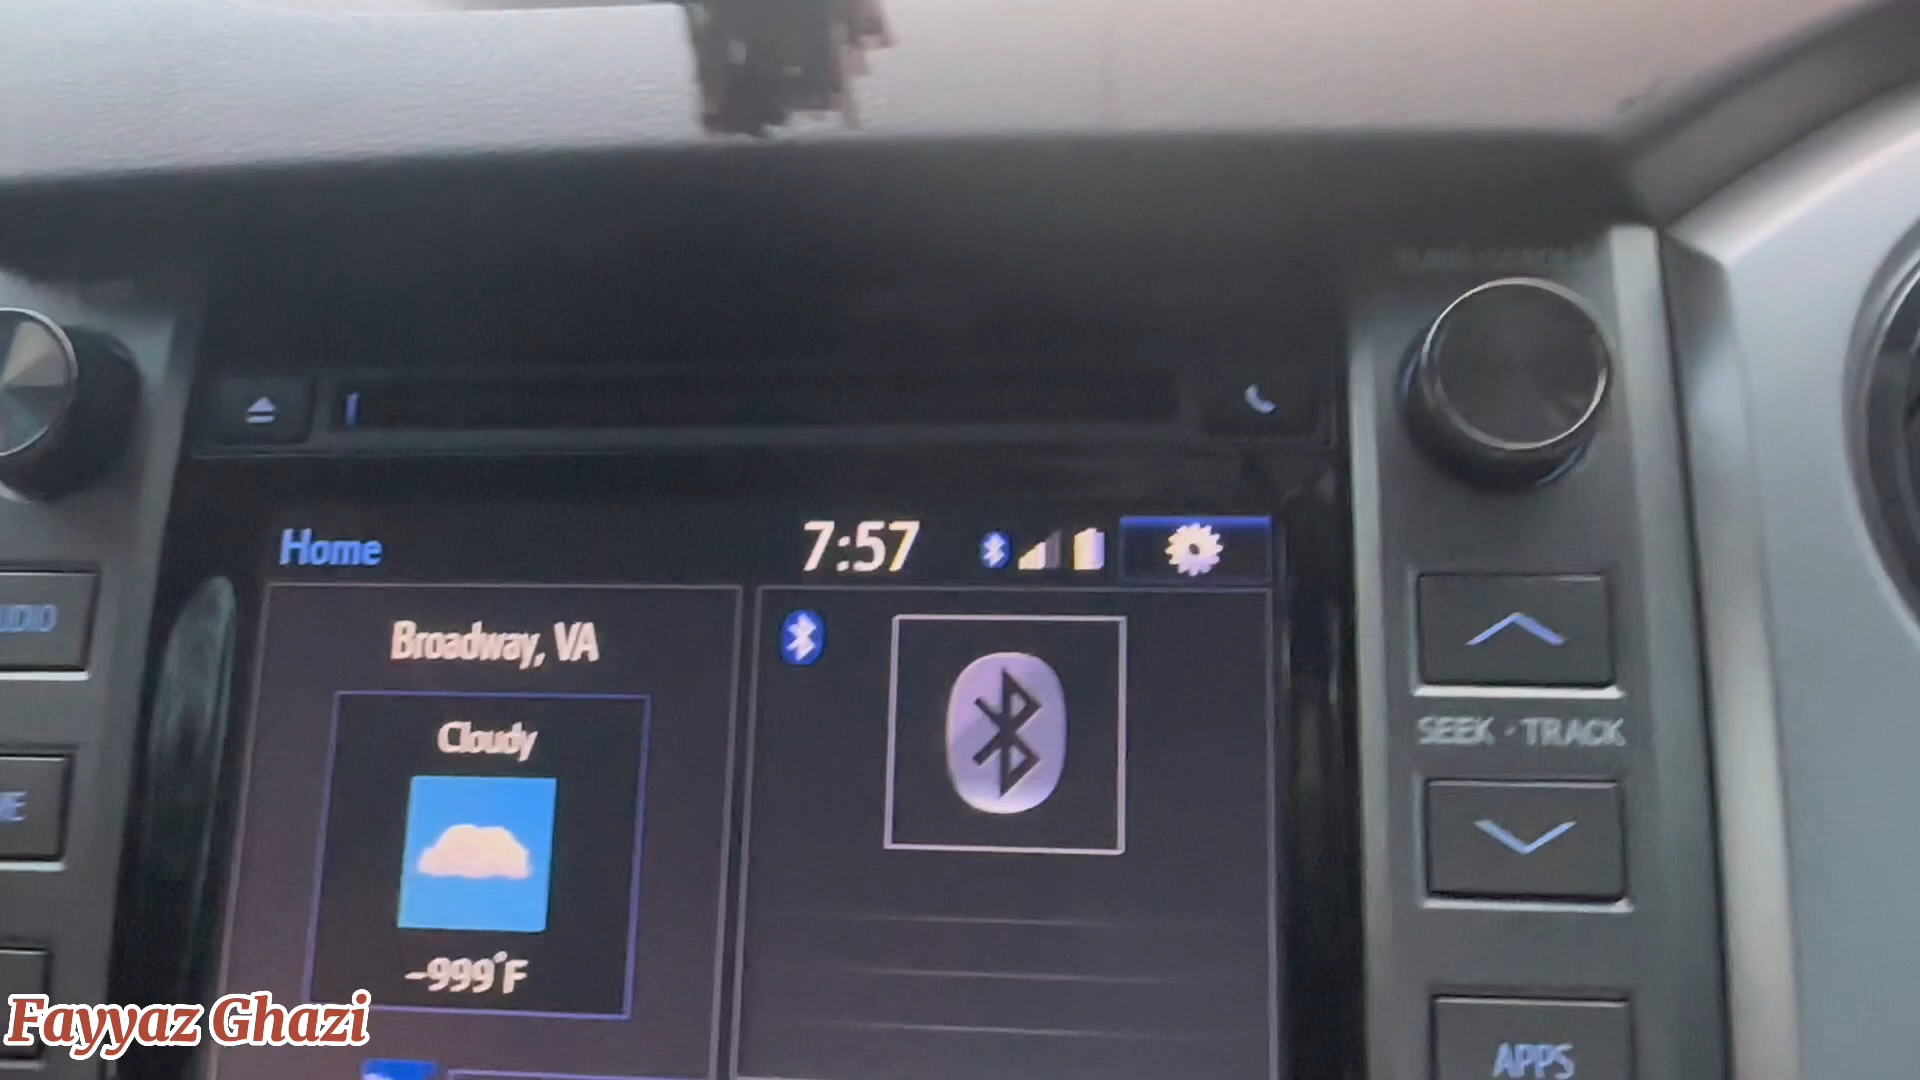 Home
7:57
Broadway, VA
Cloudy
-999°F
SEEK · TRACK
APPS
Fayyaz Ghazi